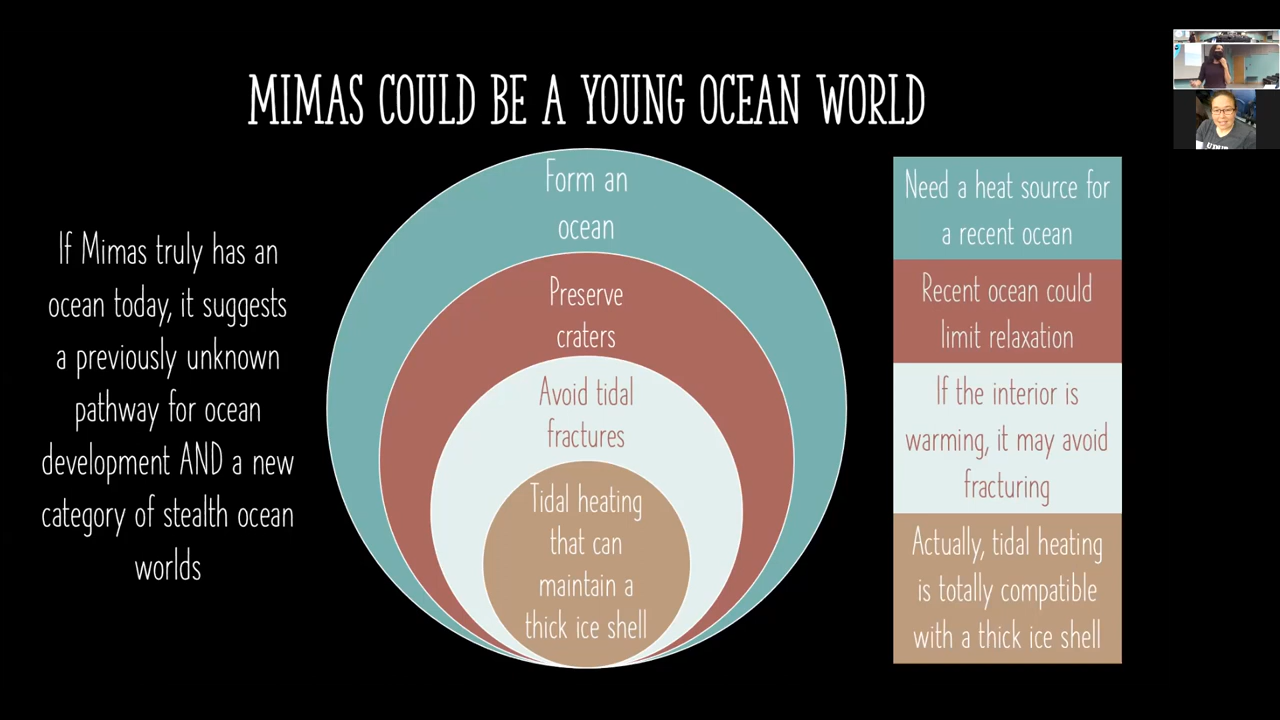 MIMAS COULD BE A YOUNG OCEAN WORLD
If Mimas truly has an
ocean today, it suggests
a previously unknown
pathway for ocean
development AND a new
category of stealth ocean
worlds
Form an
ocean
Preserve
craters
Avoid tidal
fractures
Tidal heating
that can
maintain a
thick ice shell
Need a heat source for
a recent ocean
Recent ocean could
limit relaxation
If the interior is
warming, it may avoid
fracturing
Actually, tidal heating
is totally compatible
with a thick ice shell